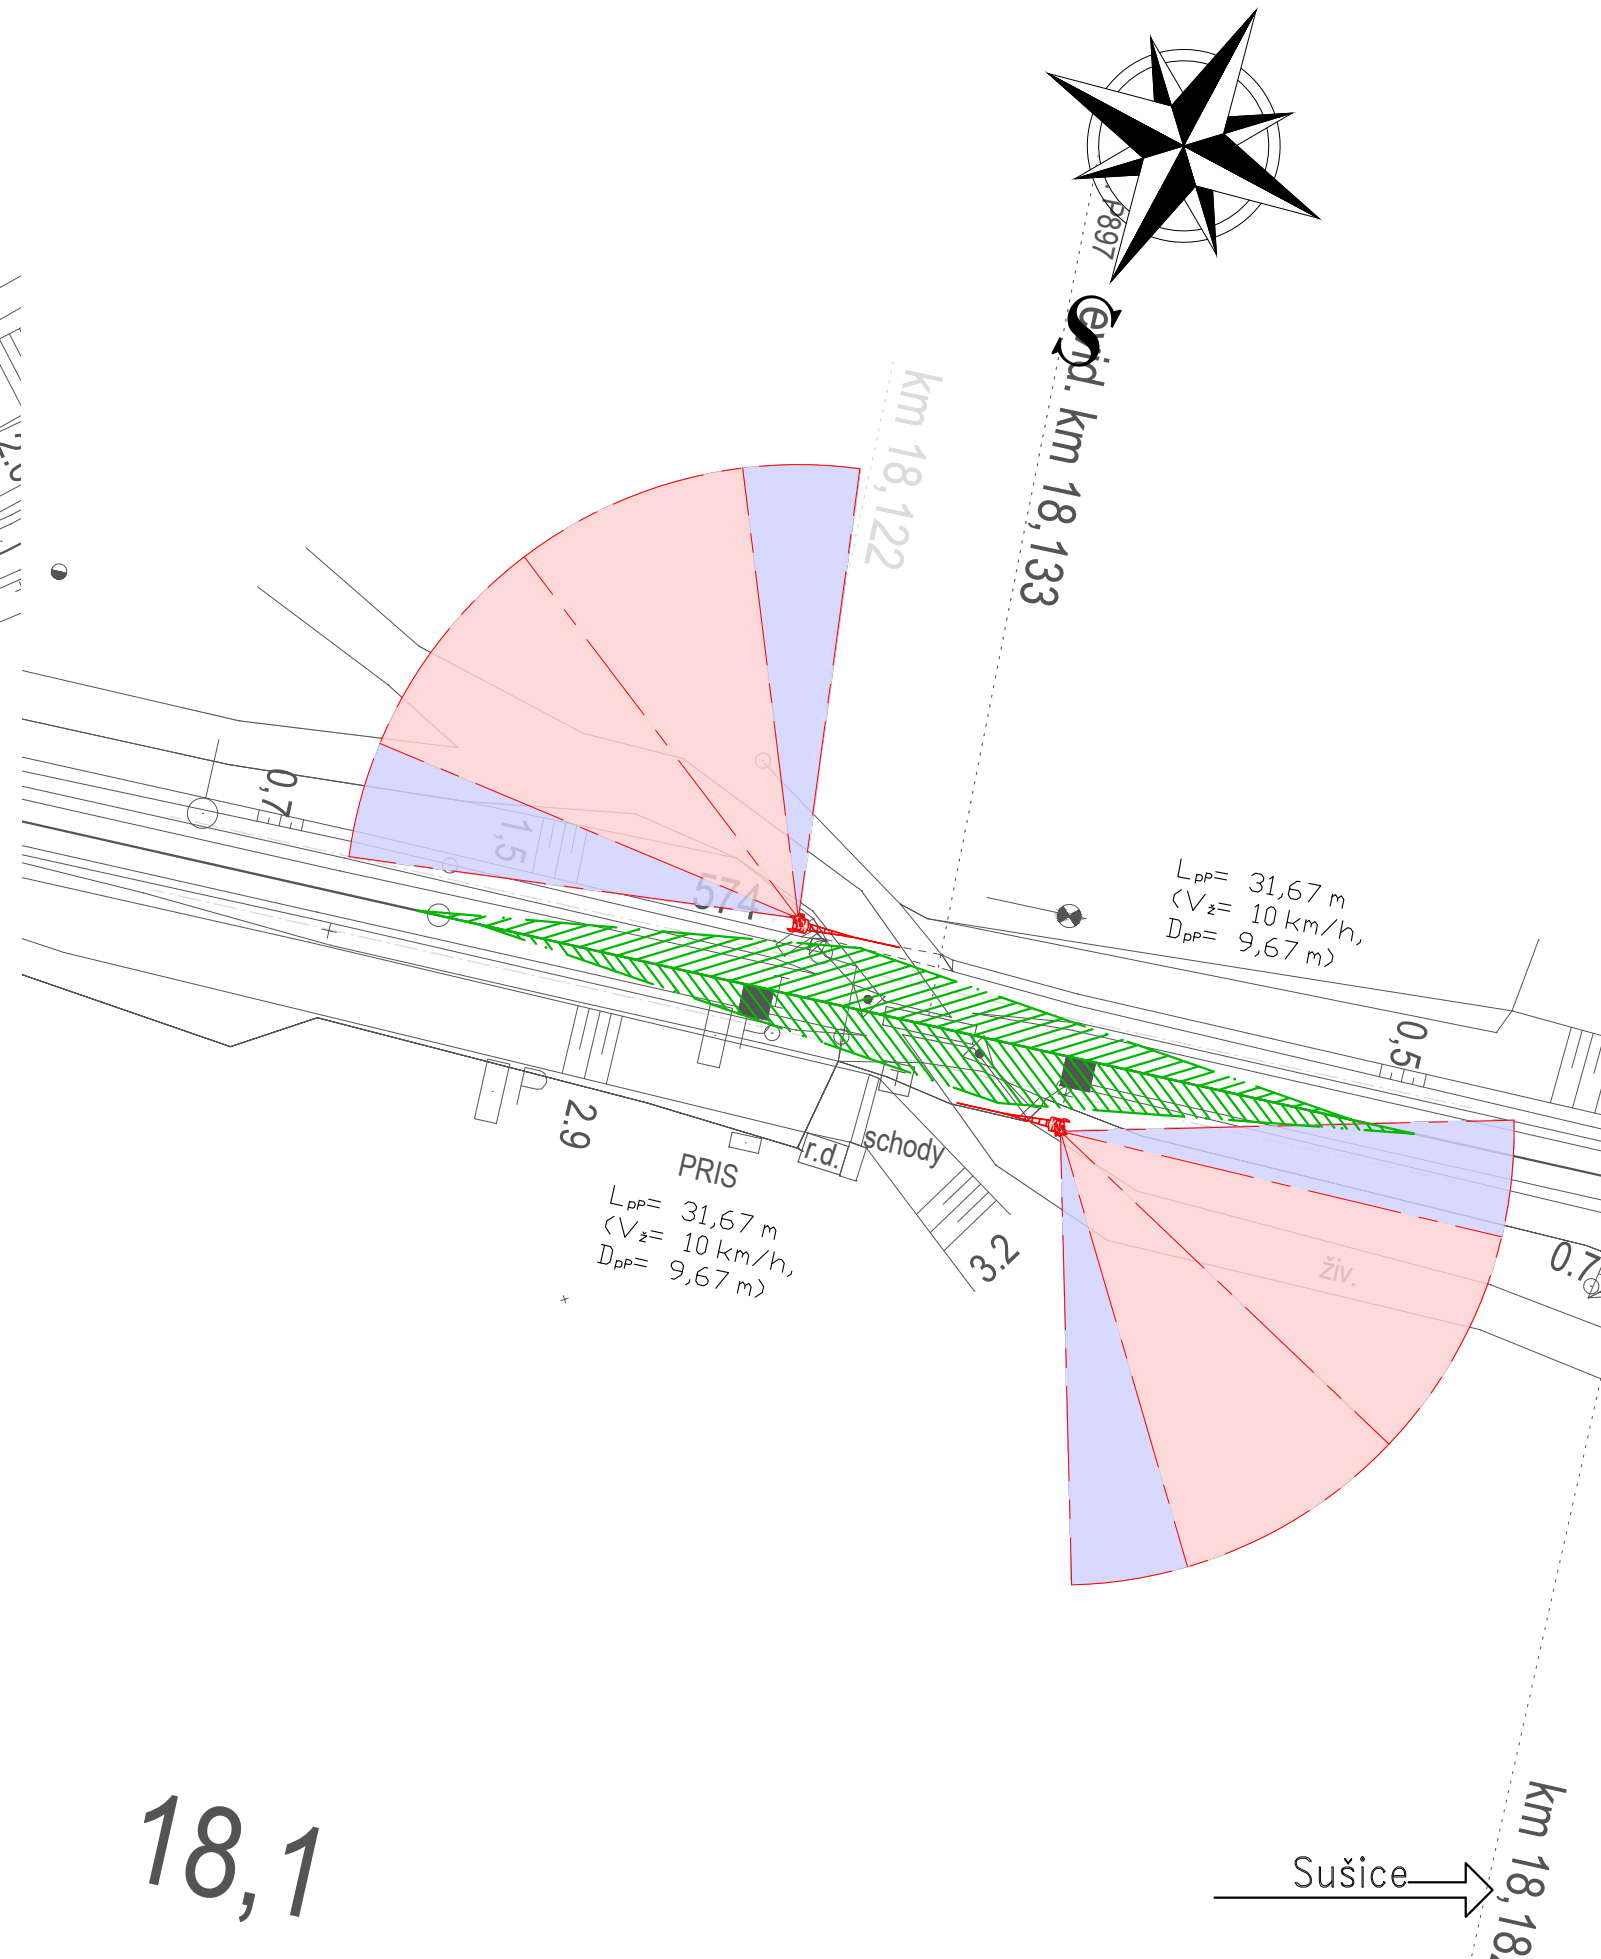 P897
S
evid. km 18,133
km 18,122
0,7
1,5
574
Lpp= 31,67 m
(Vž= 10 km/h,
Dpp= 9,67 m)
0,5
2.9
PRIS
r.d.
schody
Lpp= 31,67 m
(Vž= 10 km/h,
Dpp= 9,67 m)
3.2
živ.
0.7
18,1
Sušice
km 18,18